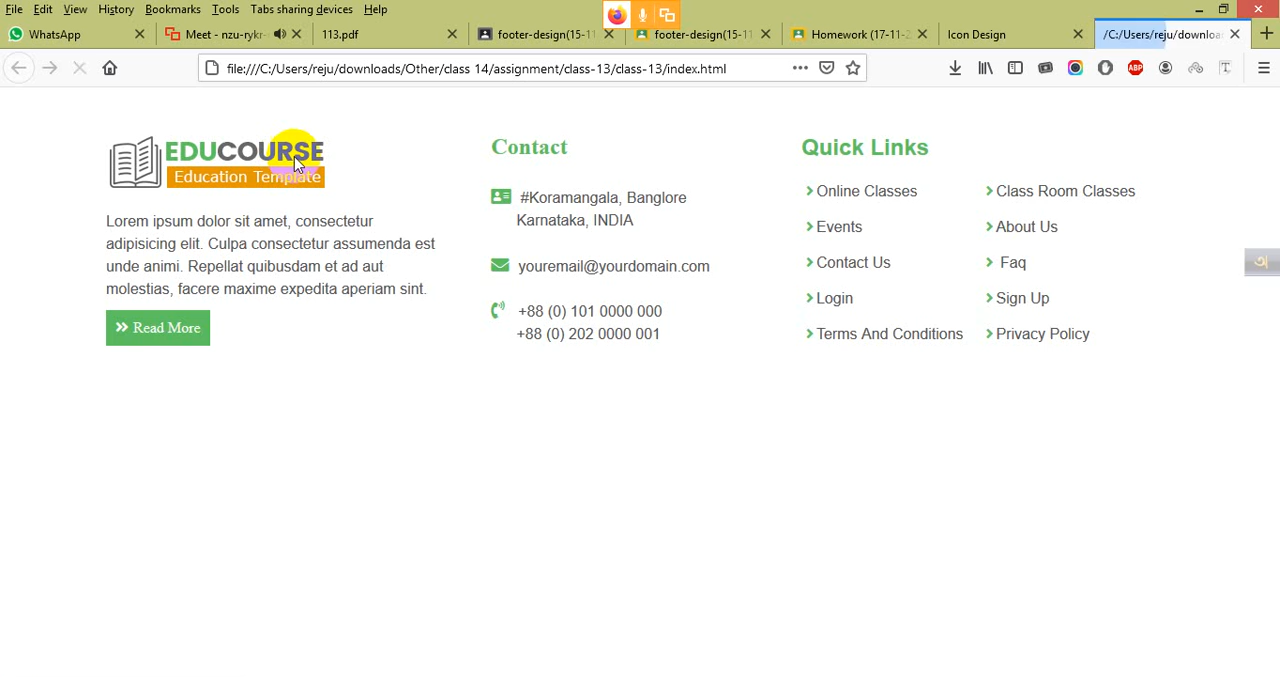 File Edit View History Bookmarks Tools Tabs sharing devices Help
WhatsApp
Meet - nzu-rykr-
113.pdf
footer-design(15-11
footer-design(15-11
Homework (17-11-2
Icon Design
/C:/Users/reju/downloa
file:///C:/Users/reju/downloads/Other/class 14/assignment/class-13/class-13/index.html
ABP
EDUCOURSE
Education Template
Lorem ipsum dolor sit amet, consectetur
adipisicing elit. Culpa consectetur assumenda est
unde animi. Repellat quibusdam et ad aut
molestias, facere maxime expedita aperiam sint.
Read More
Contact
#Koramangala, Banglore
Karnataka, INDIA
youremail@yourdomain.com
+88 (0) 101 0000 000
+88 (0) 202 0000 001
Quick Links
Online Classes
Class Room Classes
Events
About Us
Contact Us
Faq
Login
Sign Up
Terms And Conditions
Privacy Policy
অ